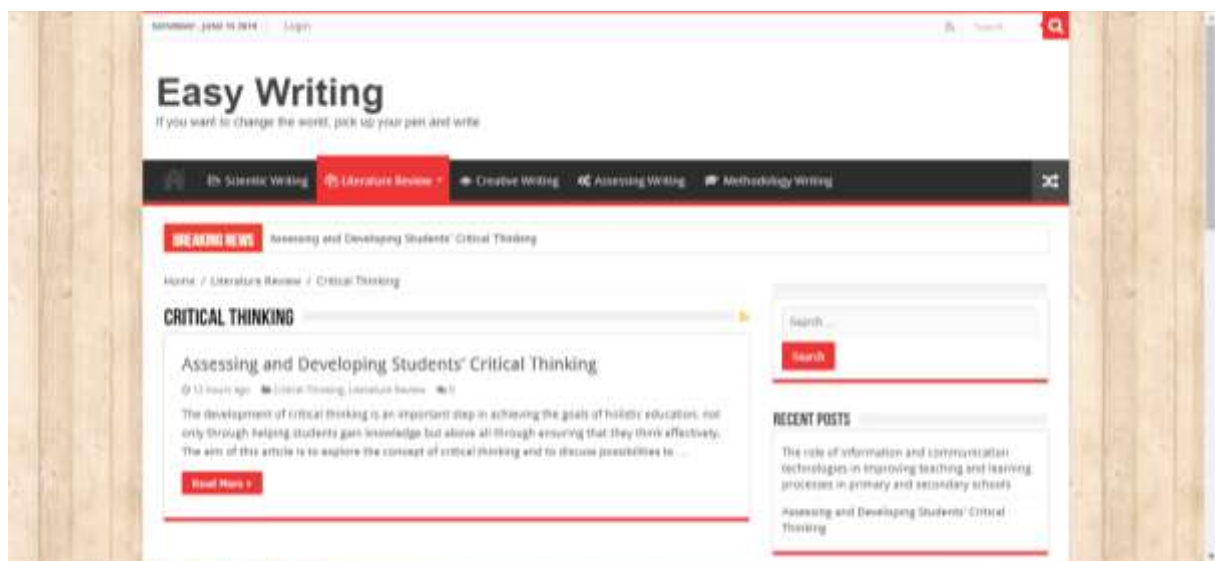 Login
Search
Easy Writing
If you want to change the world, pick up your pen and write
Scientic Writing
Literature Review
Creative Writing
Assessing Writing
Methodology Writing
BREAKING NEWS
Assessing and Developing Students' Critical Thinking
Home / Literature Review / Critical Thinking
CRITICAL THINKING
Assessing and Developing Students' Critical Thinking
12 hours ago Critical Thinking, Literature Review 0
The development of critical thinking is an important step in achieving the goals of holistic education, not
only through helping students gain knowledge but above all through ensuring that they think effectively.
The aim of this article is to explore the concept of critical thinking and to discuss possibilities to ...
Read More »
Search ...
Search
RECENT POSTS
The role of information and communication
technologies in improving teaching and learning
processes in primary and secondary schools
Assessing and Developing Students' Critical
Thinking